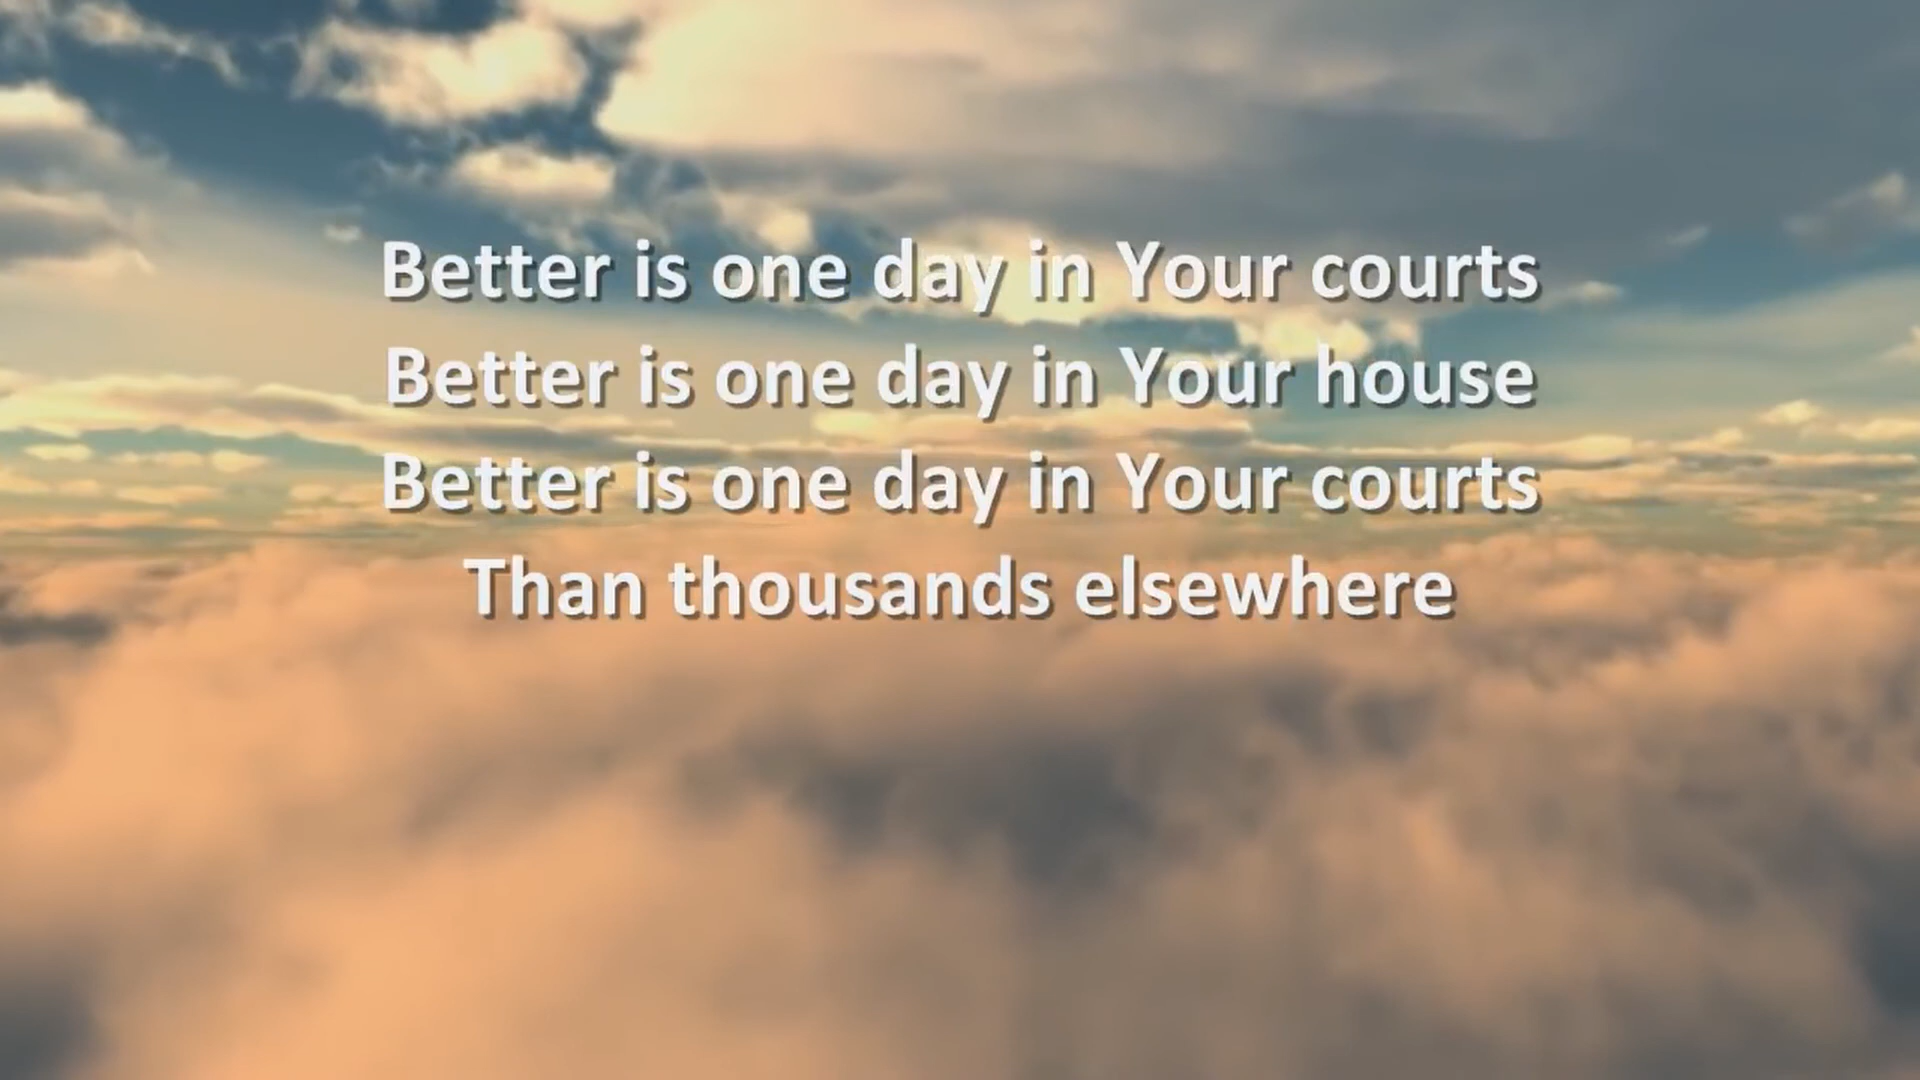 Better is one day in Your courts
Better is one day in Your house
Better is one day in Your courts
Than thousands elsewhere